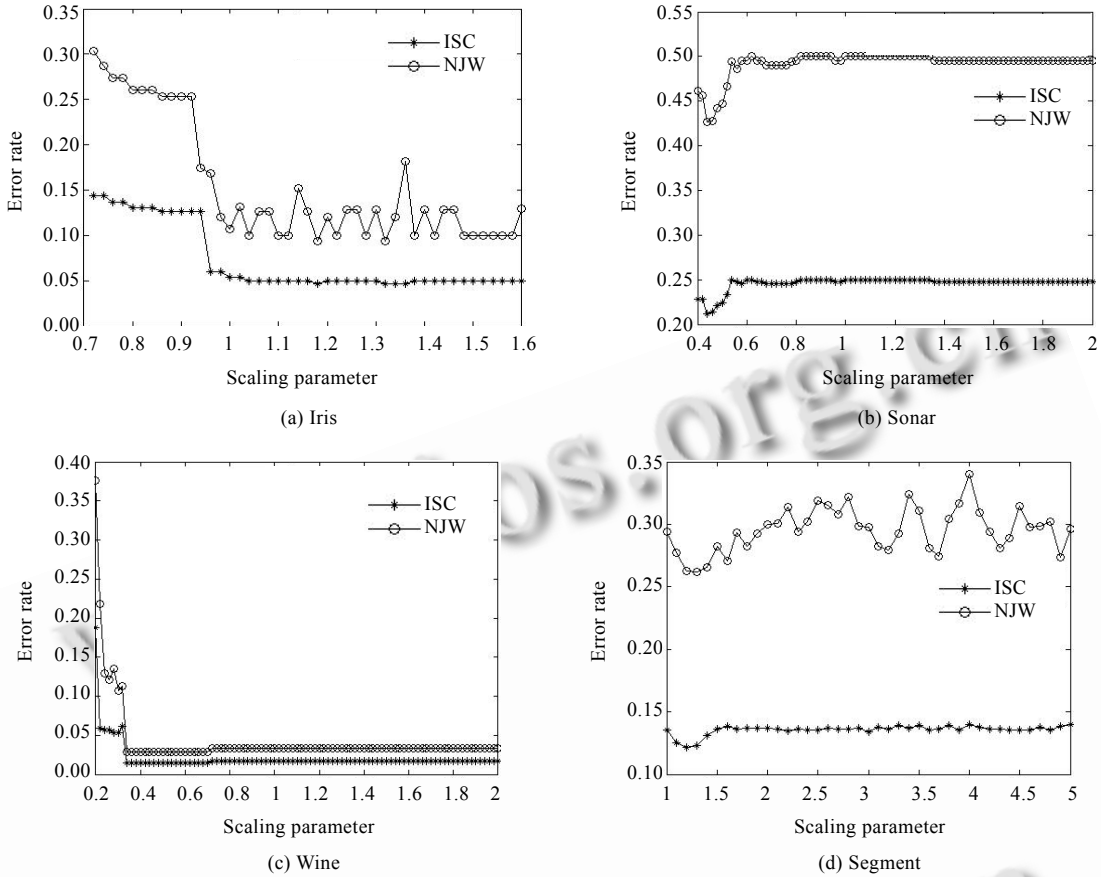 0.35
0.30
0.25
0.20
0.15
0.10
0.05
0.00
Error rate
ISC
NJW
0.7 0.8 0.9 1 1.1 1.2 1.3 1.4 1.5 1.6
Scaling parameter
(a) Iris
0.55
0.50
0.45
0.40
0.35
0.30
0.25
0.20
Error rate
ISC
NJW
0.4 0.6 0.8 1 1.2 1.4 1.6 1.8 2
Scaling parameter
(b) Sonar
0.40
0.35
0.30
0.25
0.20
0.15
0.10
0.05
0.00
Error rate
ISC
NJW
0.2 0.4 0.6 0.8 1 1.2 1.4 1.6 1.8 2
Scaling parameter
(c) Wine
0.35
0.30
0.25
0.20
0.15
0.10
Error rate
ISC
NJW
1 1.5 2 2.5 3 3.5 4 4.5 5
Scaling parameter
(d) Segment